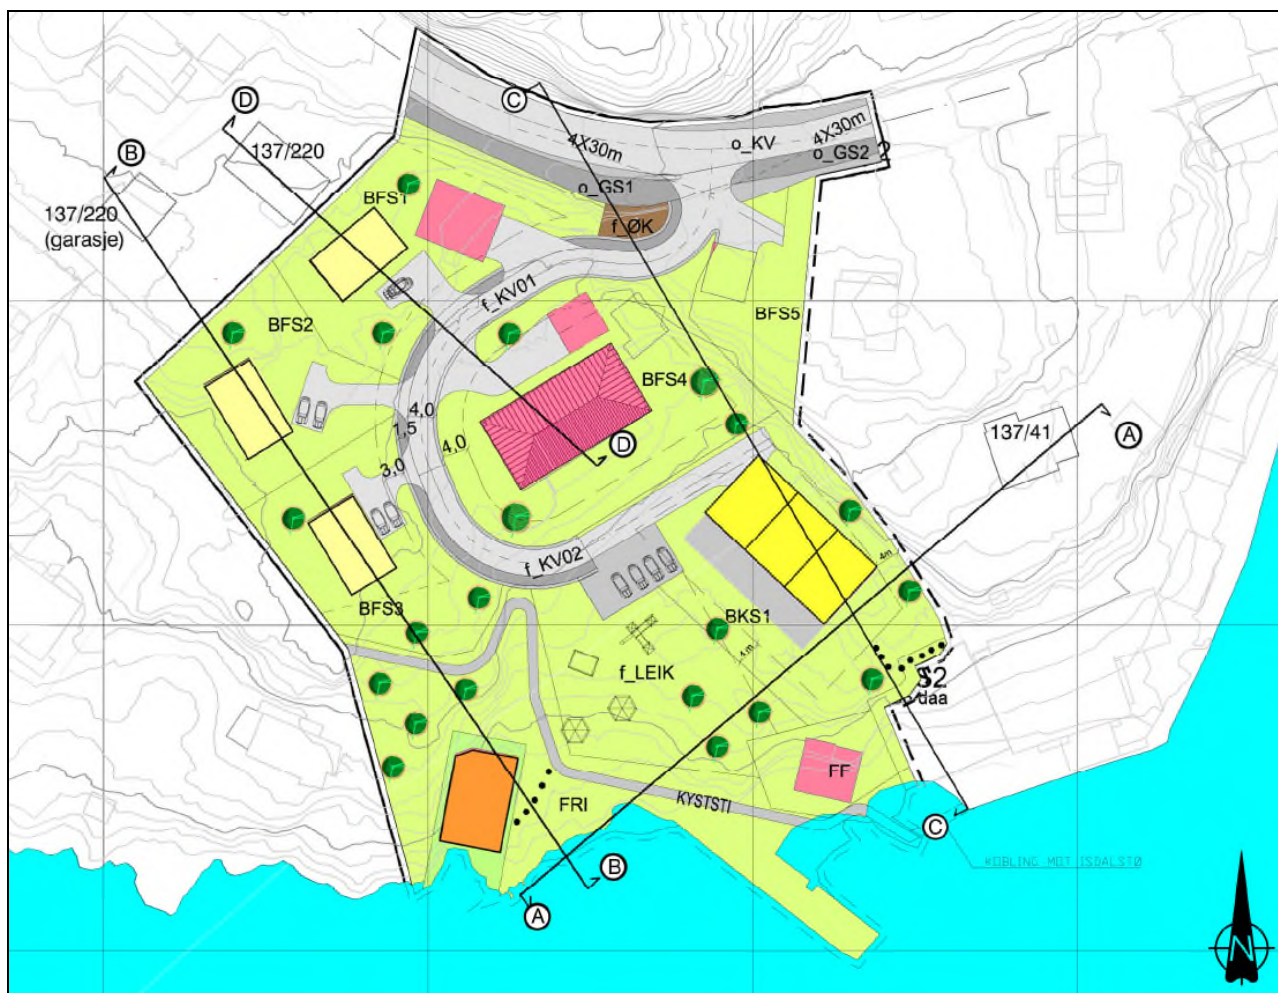 C
D
4X30m
o_KV
4X30m
o_GS2
2
B
137/220
o_GS1
BFS1
137/220
(garasje)
f_ØK
f_KV01
BFS2
BFS5
BFS4
4,0
1,5
4,0
3,0
D
137/41
A
f_KV02
4m
BFS3
BKS1
4 m
f_LEIK
daa
FF
FRI
KYSTSTI
C
KOBLING MOT ISDALSTØ
B
A
N